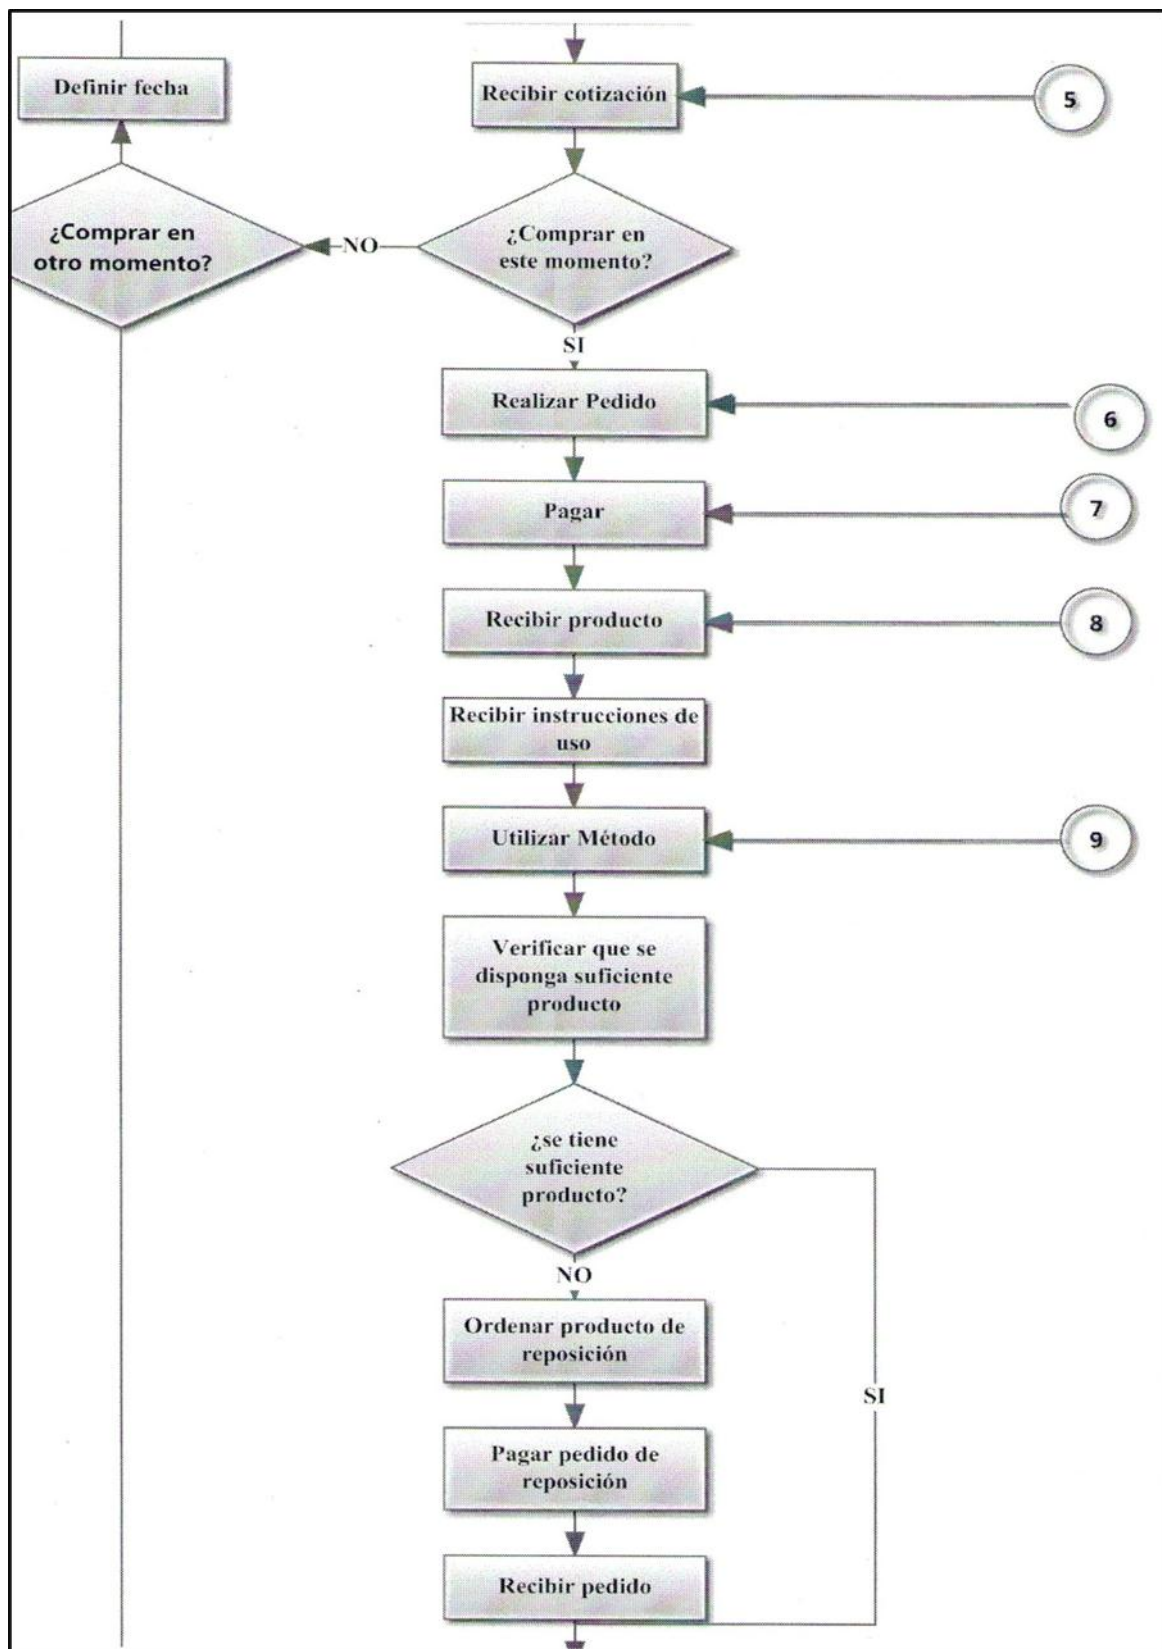 Definir fecha
Recibir cotización
5
¿Comprar en
otro momento?
NO
¿Comprar en
este momento?
SI
Realizar Pedido
6
Pagar
7
Recibir producto
8
Recibir instrucciones de
uso
Utilizar Método
9
Verificar que se
disponga suficiente
producto
¿se tiene
suficiente
producto?
NO
Ordenar producto de
reposición
SI
Pagar pedido de
reposición
Recibir pedido